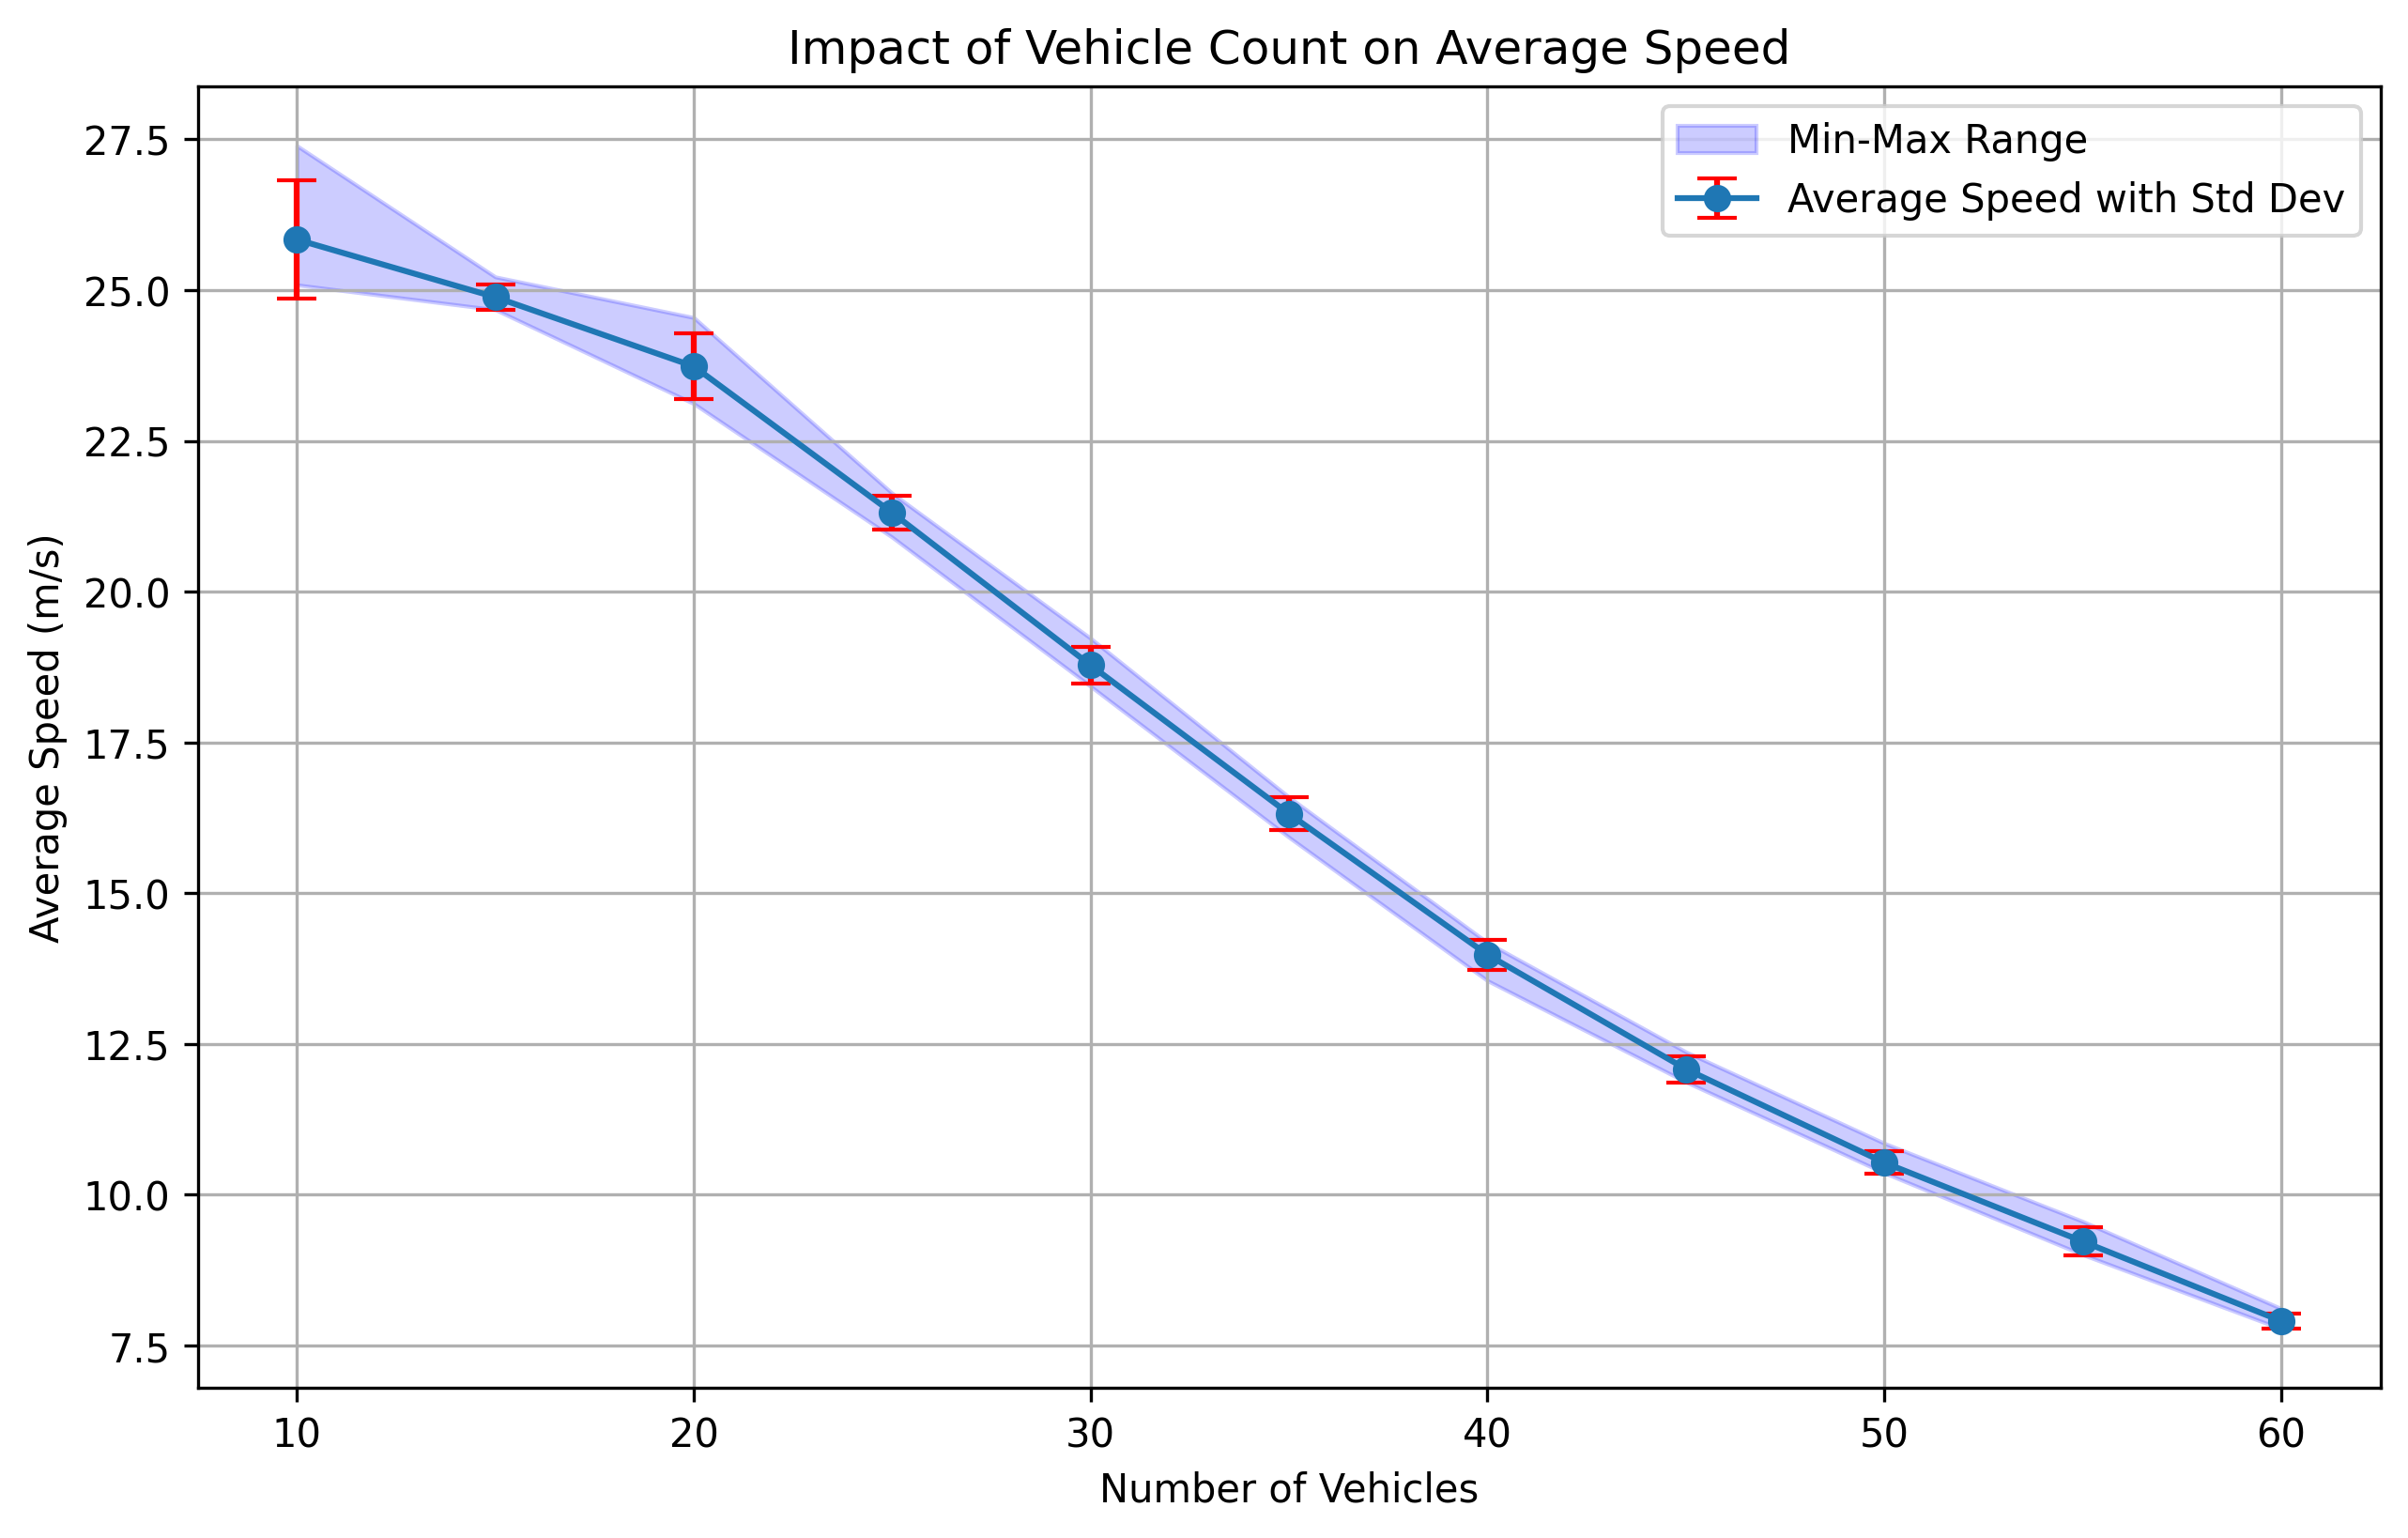 Impact of Vehicle Count on Average Speed
Min-Max Range
Average Speed with Std Dev
Average Speed (m/s)
27.5
25.0
22.5
20.0
17.5
15.0
12.5
10.0
7.5
10 20 30 40 50 60
Number of Vehicles